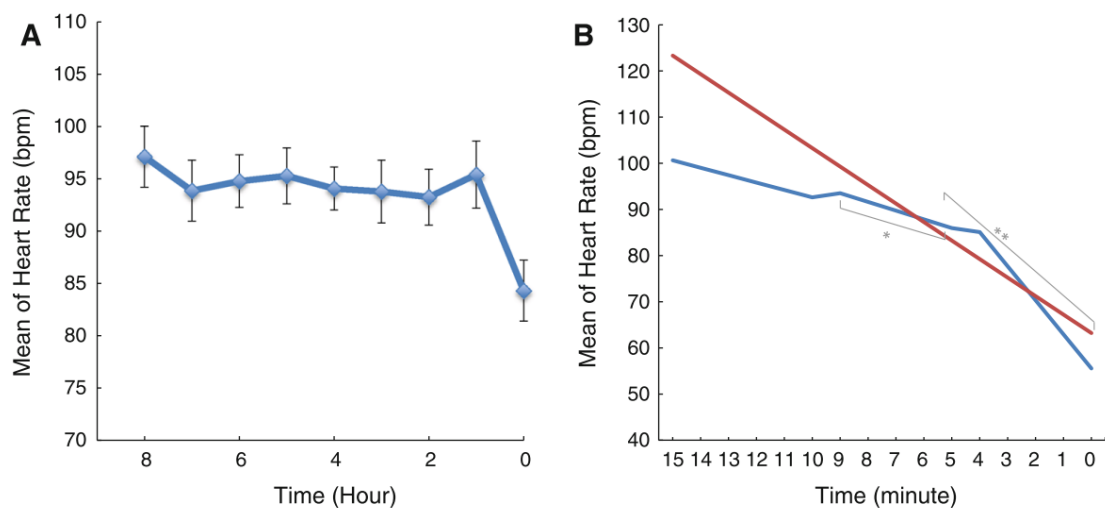 A
110
105
100
95
90
85
80
75
70
Mean of Heart Rate (bpm)
8 6 4 2 0
Time (Hour)
B
130
130
120
110
100
90
80
70
60
50
40
Mean of Heart Rate (bpm)
*
**
15 14 13 12 11 10 9 8 7 6 5 4 3 2 1 0
Time (minute)